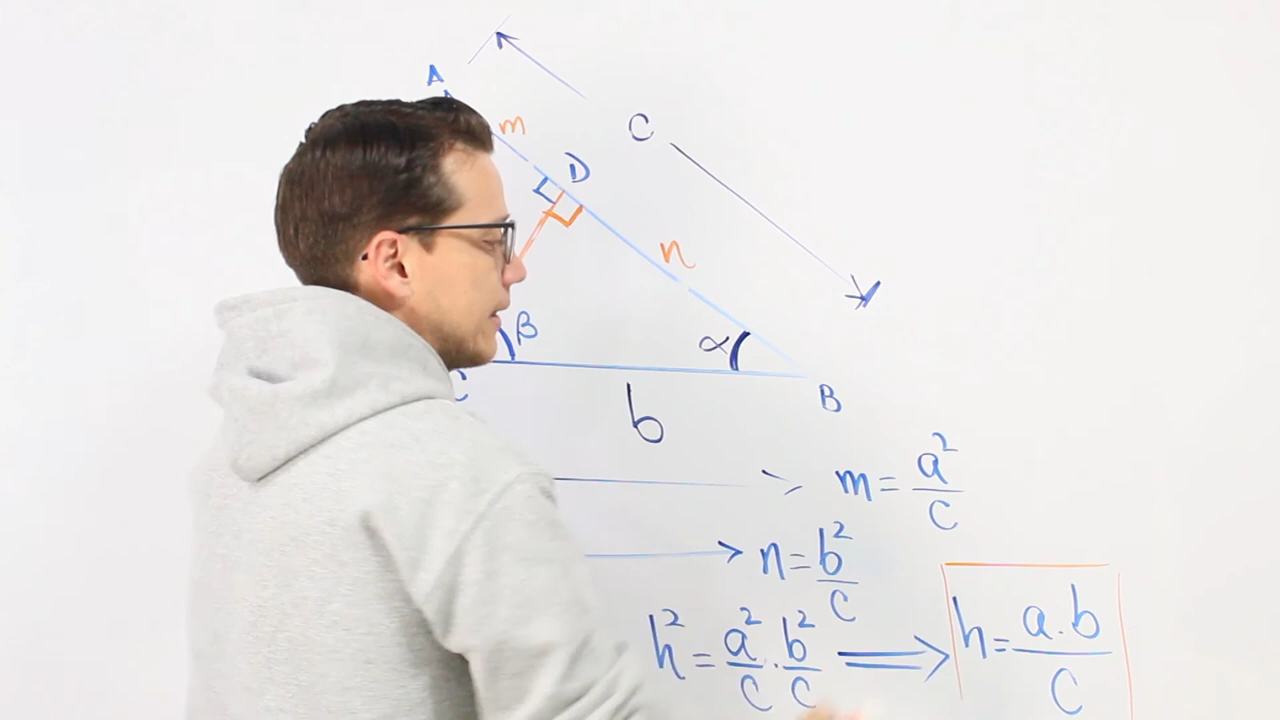 A
m
C
D
n
β
α
C
B
b
m = a²/c
n = b²/c
h² = a²/c · b²/c ⟹ h = a.b/c